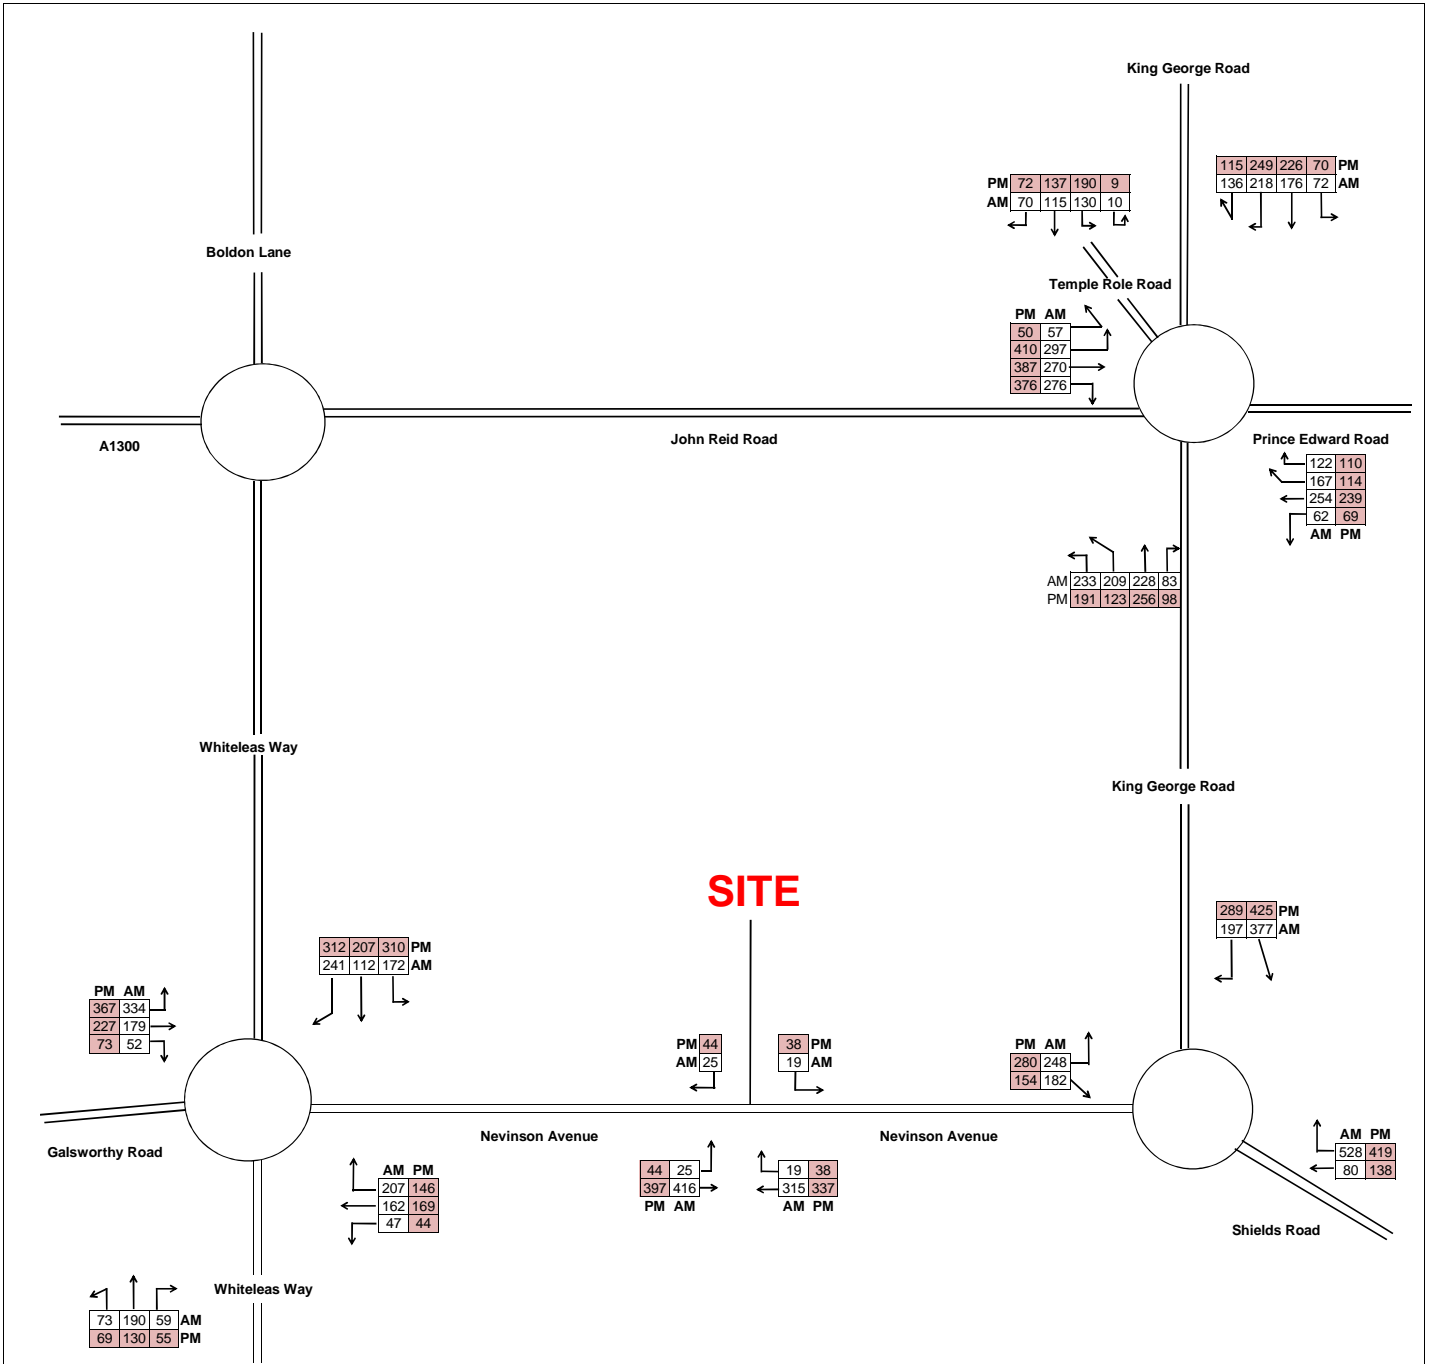 King George Road
115 249 226 70 PM
136 218 176 72 AM
PM 72 137 190 9
AM 70 115 130 10
Boldon Lane
Temple Role Road
PM AM
50 57
410 297
387 270
376 276
A1300
John Reid Road
Prince Edward Road
122 110
167 114
254 239
62 69
AM PM
AM 233 209 228 83
PM 191 123 256 98
Whiteleas Way
King George Road
SITE
289 425 PM
197 377 AM
312 207 310 PM
241 112 172 AM
PM AM
367 334
227 179
73 52
PM 44
AM 25
38 PM
19 AM
PM AM
280 248
154 182
Galsworthy Road
Nevinson Avenue
Nevinson Avenue
AM PM
528 419
80 138
AM PM
207 146
162 169
47 44
44 25
397 416
PM AM
19 38
315 337
AM PM
Shields Road
Whiteleas Way
73 190 59 AM
69 130 55 PM